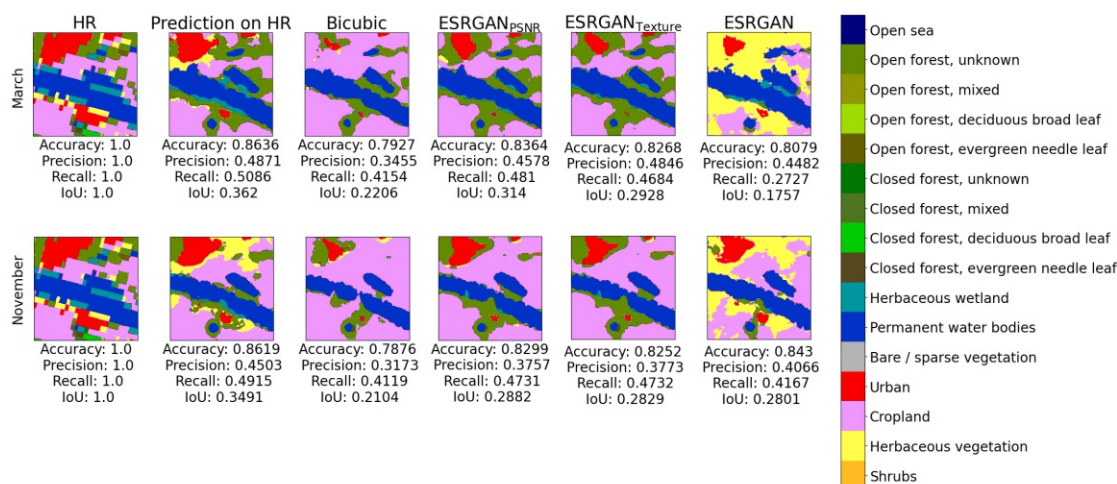 HR
Prediction on HR
Bicubic
ESRGANPSNR
ESRGANTexture
ESRGAN
March
Accuracy: 1.0
Precision: 1.0
Recall: 1.0
IoU: 1.0
Accuracy: 0.8636
Precision: 0.4871
Recall: 0.5086
IoU: 0.362
Accuracy: 0.7927
Precision: 0.3455
Recall: 0.4154
IoU: 0.2206
Accuracy: 0.8364
Precision: 0.4578
Recall: 0.481
IoU: 0.314
Accuracy: 0.8268
Precision: 0.4846
Recall: 0.4684
IoU: 0.2928
Accuracy: 0.8079
Precision: 0.4482
Recall: 0.2727
IoU: 0.1757
November
Accuracy: 1.0
Precision: 1.0
Recall: 1.0
IoU: 1.0
Accuracy: 0.8619
Precision: 0.4503
Recall: 0.4915
IoU: 0.3491
Accuracy: 0.7876
Precision: 0.3173
Recall: 0.4119
IoU: 0.2104
Accuracy: 0.8299
Precision: 0.3757
Recall: 0.4731
IoU: 0.2882
Accuracy: 0.8252
Precision: 0.3773
Recall: 0.4732
IoU: 0.2829
Accuracy: 0.843
Precision: 0.4066
Recall: 0.4167
IoU: 0.2801
Open sea
Open forest, unknown
Open forest, mixed
Open forest, deciduous broad leaf
Open forest, evergreen needle leaf
Closed forest, unknown
Closed forest, mixed
Closed forest, deciduous broad leaf
Closed forest, evergreen needle leaf
Herbaceous wetland
Permanent water bodies
Bare / sparse vegetation
Urban
Cropland
Herbaceous vegetation
Shrubs